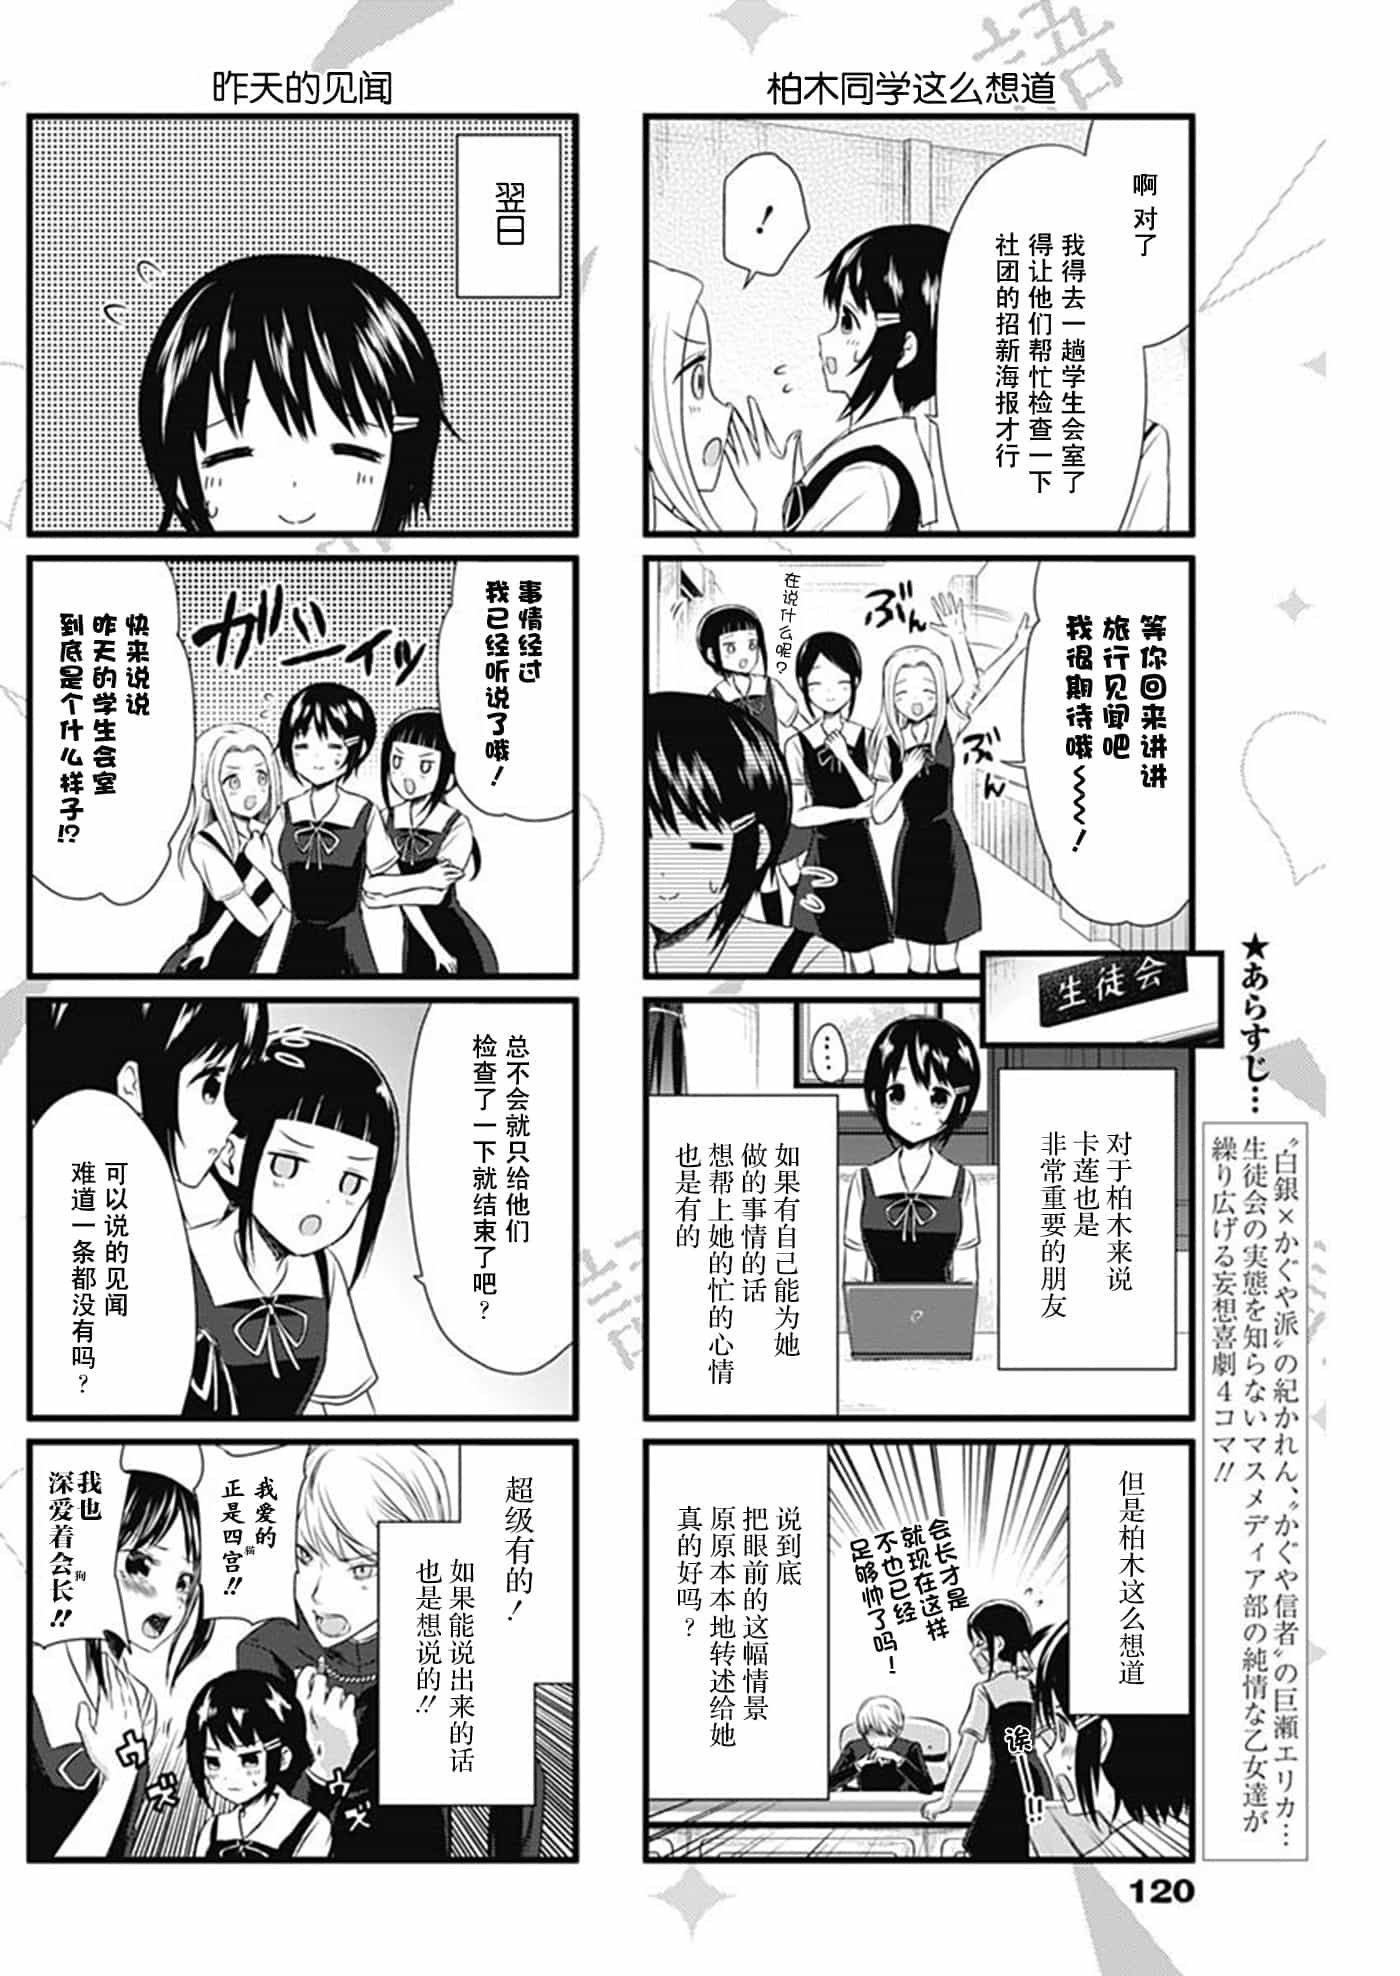 柏木同学这么想道
啊
对了
我得去一趟学生会室了
得让他们帮忙检查一下
社团的招新海报才行
!
等你回来讲讲
旅行见闻吧
我很期待哦~~~~!
ぶん
ぶん
在说什么呢?
生徒会
对于柏木来说
卡莲也是
非常重要的朋友
……
如果有自己能为她
做的事情的话
想帮上她的忙的心情
也是有的
但是柏木这么想道
会长才是
就现在这样
不也已经
足够帅了吗!
诶!!
说到底
把眼前的这幅情景
原原本本地转述给她
真的好吗?
昨天的见闻
翌日
事情经过
我已经听说了哦!
ガバーイッ
快来说说
昨天的学生会室
到底是个什么样子!?
总不会就只给他们
检查了一下就结束了吧?
可以说的见闻
难道一条都没有吗?
超级有的!
如果能说出来的话
也是想说的!!
我爱的
正是四宫猫!!
我也
深爱着会长狗!!
★あらすじ…
〝白銀×かぐや派〟の紀かれん、〝かぐや信者〟の巨瀬エリカ…
生徒会の実態を知らないマスメディア部の純情な乙女達が
繰り広げる妄想喜劇4コマ!!
120